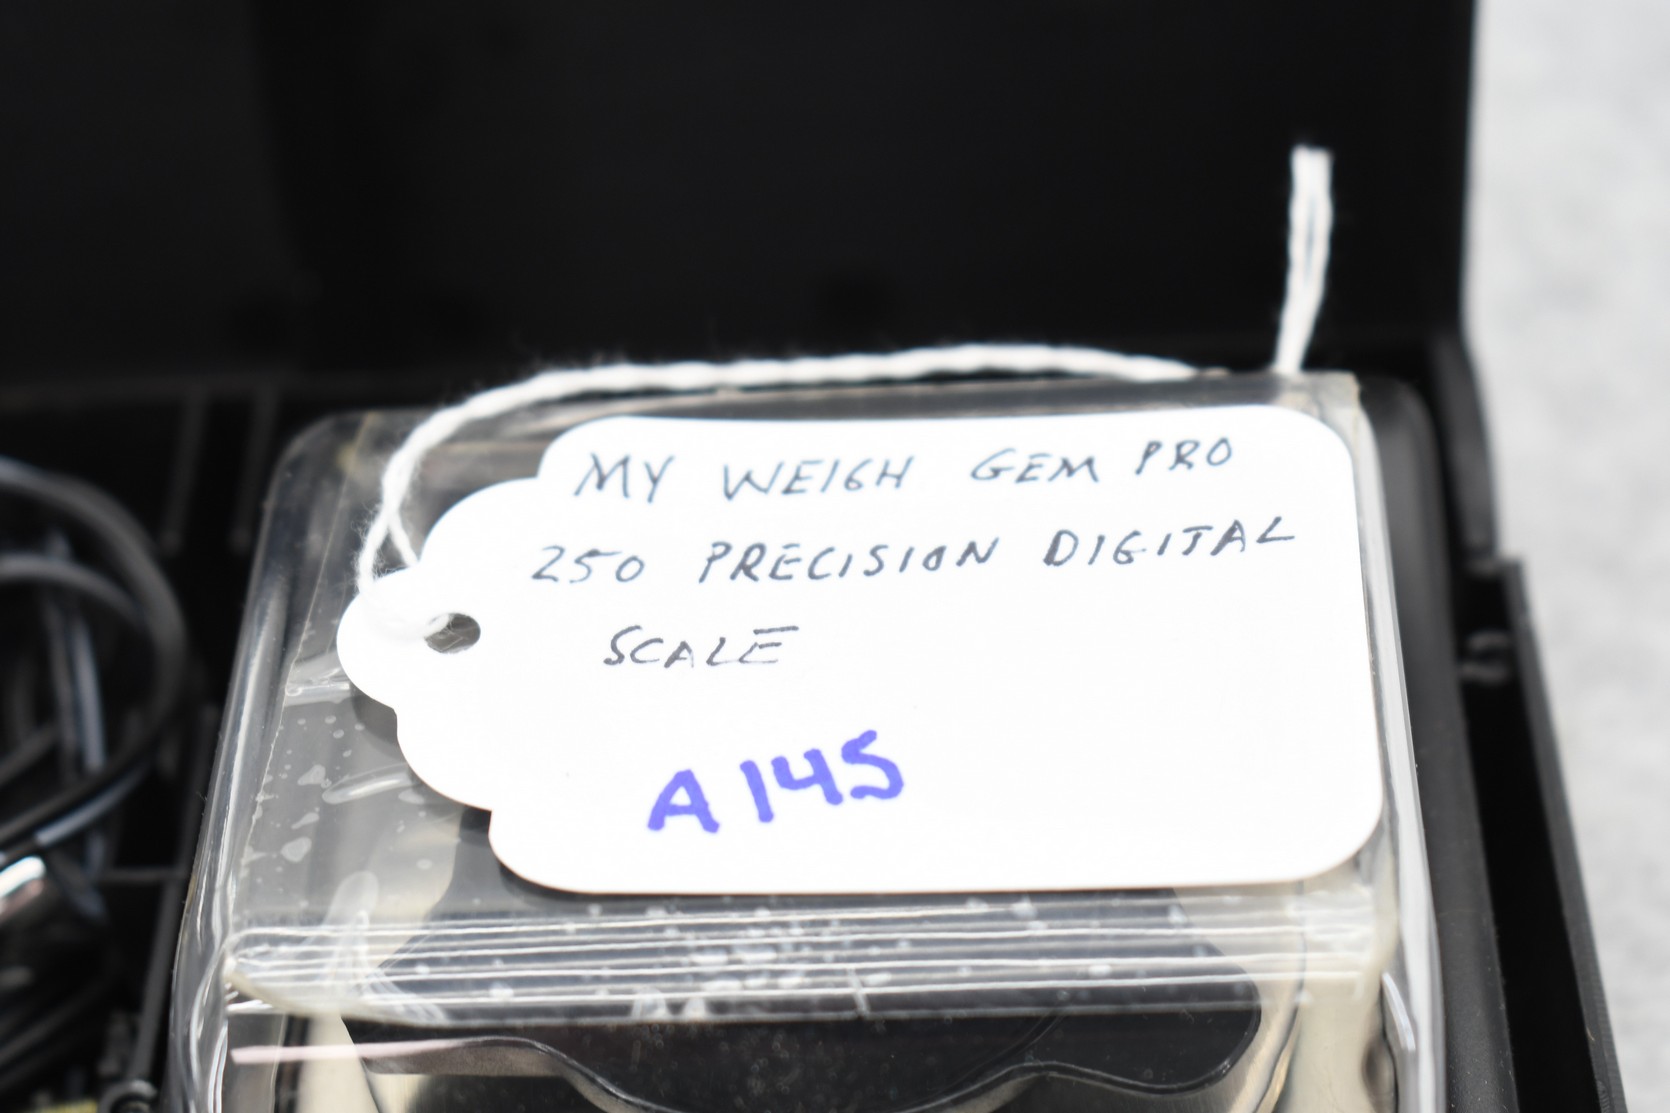 MY WEIGH GEM PRO
250 PRECISION DIGITAL
SCALE
A145